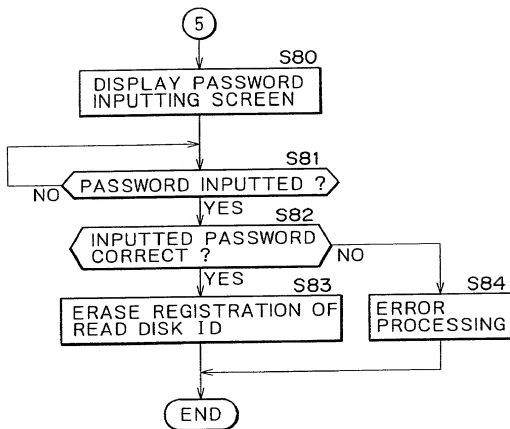 5
S80
DISPLAY PASSWORD
INPUTTING SCREEN
S81
PASSWORD INPUTTED ?
NO
YES
S82
INPUTTED PASSWORD
CORRECT ?
NO
YES
S83
ERASE REGISTRATION OF
READ DISK ID
S84
ERROR
PROCESSING
END